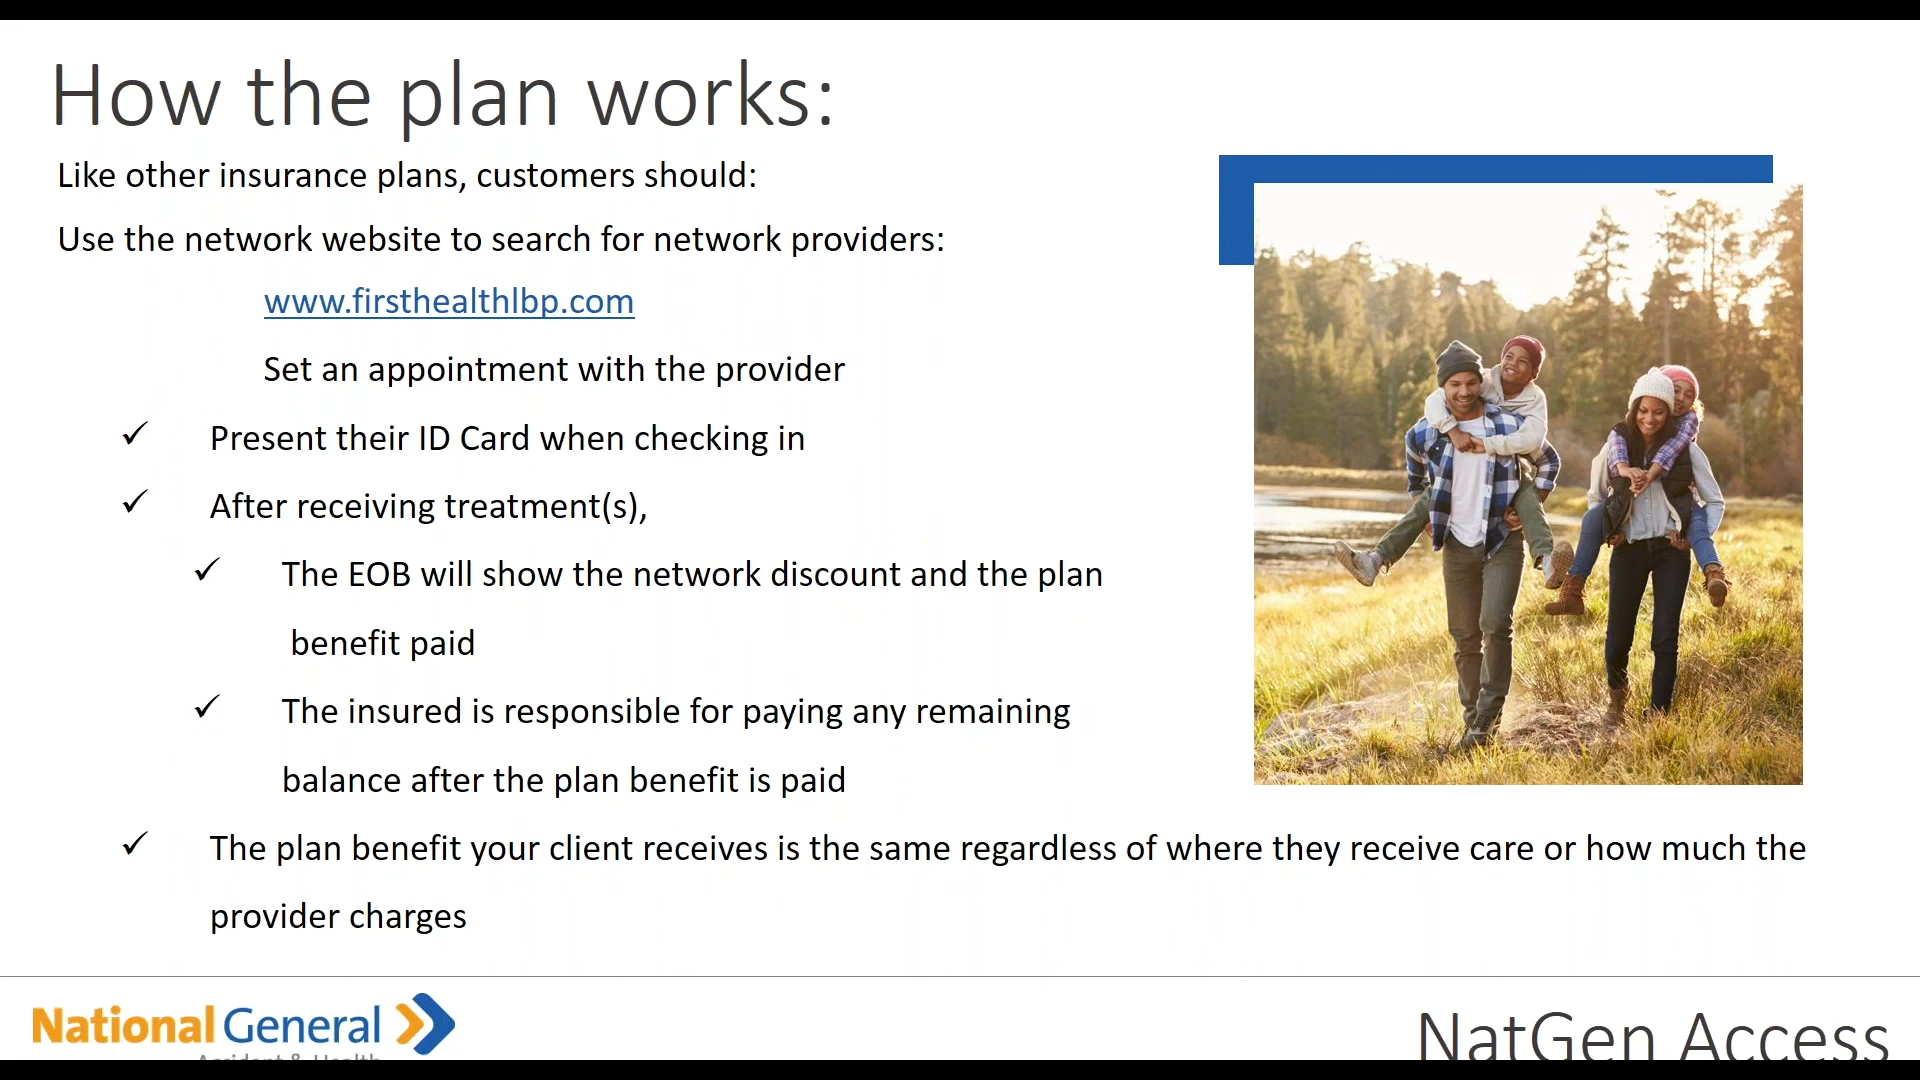 How the plan works:
Like other insurance plans, customers should:
Use the network website to search for network providers:
www.firsthealthlbp.com
Set an appointment with the provider
Present their ID Card when checking in
After receiving treatment(s),
The EOB will show the network discount and the plan
benefit paid
The insured is responsible for paying any remaining
balance after the plan benefit is paid
The plan benefit your client receives is the same regardless of where they receive care or how much the
provider charges
National General
Accident & Health
NatGen Access